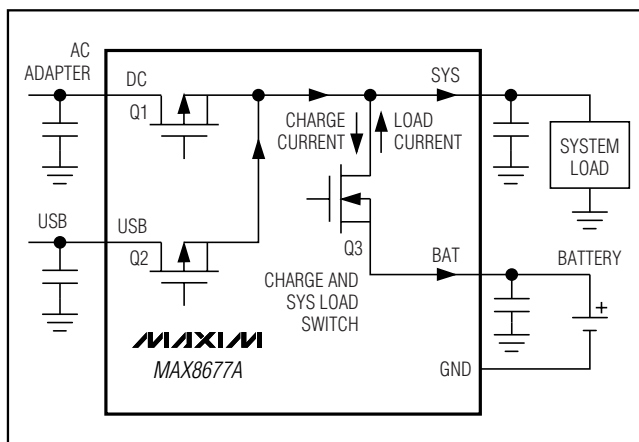 AC
ADAPTER
DC
Q1
SYS
CHARGE
CURRENT
LOAD
CURRENT
SYSTEM
LOAD
USB
USB
Q2
Q3
BAT
BATTERY
CHARGE AND
SYS LOAD
SWITCH
+
MAXIM
MAX8677A
GND